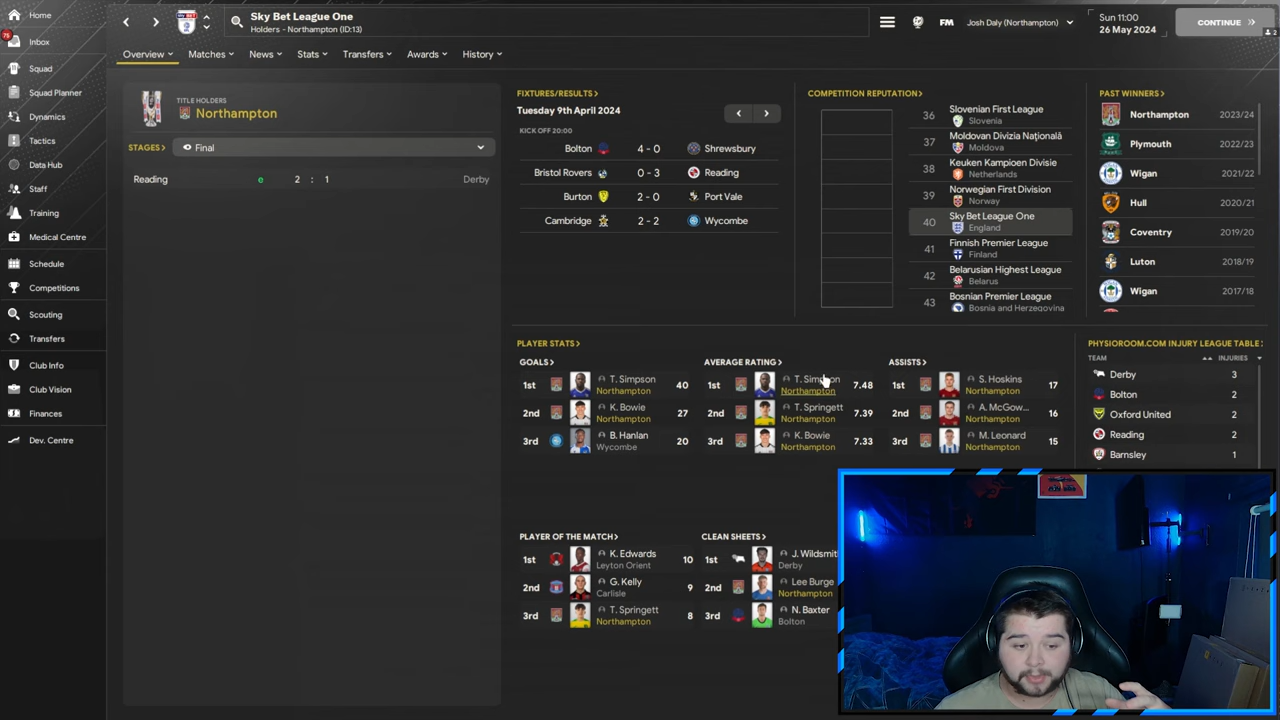 Home
75
Inbox
Squad
Squad Planner
Dynamics
Tactics
Data Hub
Staff
Training
Medical Centre
Schedule
Competitions
Scouting
Transfers
Club Info
Club Vision
Finances
Dev. Centre
Sky Bet League One
Holders - Northampton (ID:13)
FM
Josh Daly (Northampton)
Sun 11:00
26 May 2024
CONTINUE
2
Overview
Matches
News
Stats
Transfers
Awards
History
TITLE HOLDERS
Northampton
STAGES >
Final
Reading e 2 : 1 Derby
FIXTURES/RESULTS >
Tuesday 9th April 2024
KICK OFF 20:00
Bolton 4 - 0 Shrewsbury
Bristol Rovers 0 - 3 Reading
Burton 2 - 0 Port Vale
Cambridge 2 - 2 Wycombe
COMPETITION REPUTATION >
36 Slovenian First League
Slovenia
37 Moldovan Divizia Națională
Moldova
38 Keuken Kampioen Divisie
Netherlands
39 Norwegian First Division
Norway
40 Sky Bet League One
England
41 Finnish Premier League
Finland
42 Belarusian Highest League
Belarus
43 Bosnian Premier League
Bosnia and Herzegovina
PAST WINNERS >
Northampton 2023/24
Plymouth 2022/23
Wigan 2021/22
Hull 2020/21
Coventry 2019/20
Luton 2018/19
Wigan 2017/18
PLAYER STATS >
GOALS >
1st T. Simpson 40
Northampton
2nd K. Bowie 27
Northampton
3rd B. Hanlan 20
Wycombe
AVERAGE RATING >
1st T. Simpson 7.48
Northampton
2nd T. Springett 7.39
Northampton
3rd K. Bowie 7.33
Northampton
ASSISTS >
1st S. Hoskins 17
Northampton
2nd A. McGow... 16
Northampton
3rd M. Leonard 15
Northampton
PHYSIOROOM.COM INJURY LEAGUE TABLE
TEAM INJURIES
Derby 3
Bolton 2
Oxford United 2
Reading 2
Barnsley 1
PLAYER OF THE MATCH >
1st K. Edwards 10
Leyton Orient
2nd G. Kelly 9
Carlisle
3rd T. Springett 8
Northampton
CLEAN SHEETS >
1st J. Wildsmit
Derby
2nd Lee Burge
Northampton
3rd N. Baxter
Bolton